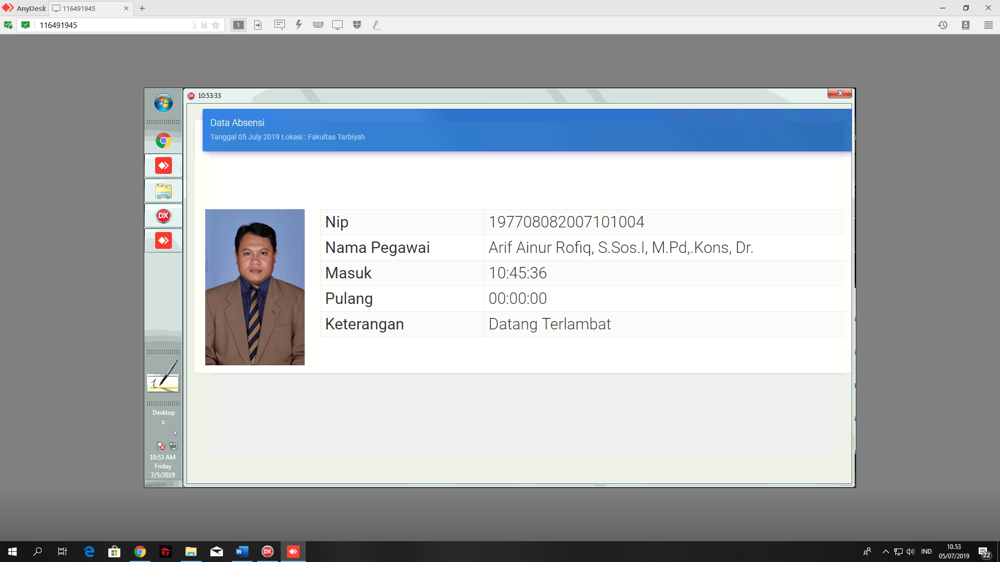 AnyDesk
116491945
116491945
1
10:53:33
Data Absensi
Tanggal 05 July 2019 Lokasi : Fakultas Tarbiyah
Nip 197708082007101004
Nama Pegawai Arif Ainur Rofiq, S.Sos.I, M.Pd,.Kons, Dr.
Masuk 10:45:36
Pulang 00:00:00
Keterangan Datang Terlambat
DX
Desktop
10:53 AM
Friday
7/5/2019
DX
IND
10.53
05/07/2019
22